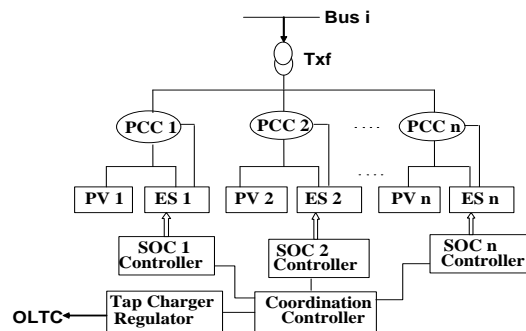 Bus i
Txf
PCC 1
PCC 2
....
PCC n
....
PV 1
ES 1
PV 2
ES 2
PV n
ES n
SOC 1
Controller
SOC 2
Controller
SOC n
Controller
OLTC
Tap Charger
Regulator
Coordination
Controller